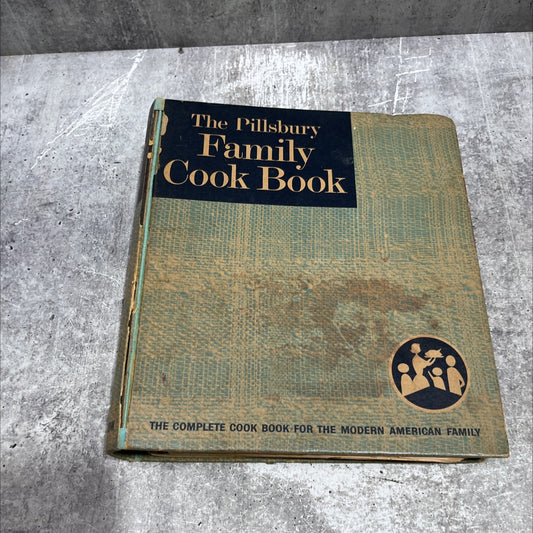 The Pillsbury
Family
Cook Book
THE COMPLETE COOK BOOK FOR THE MODERN AMERICAN FAMILY